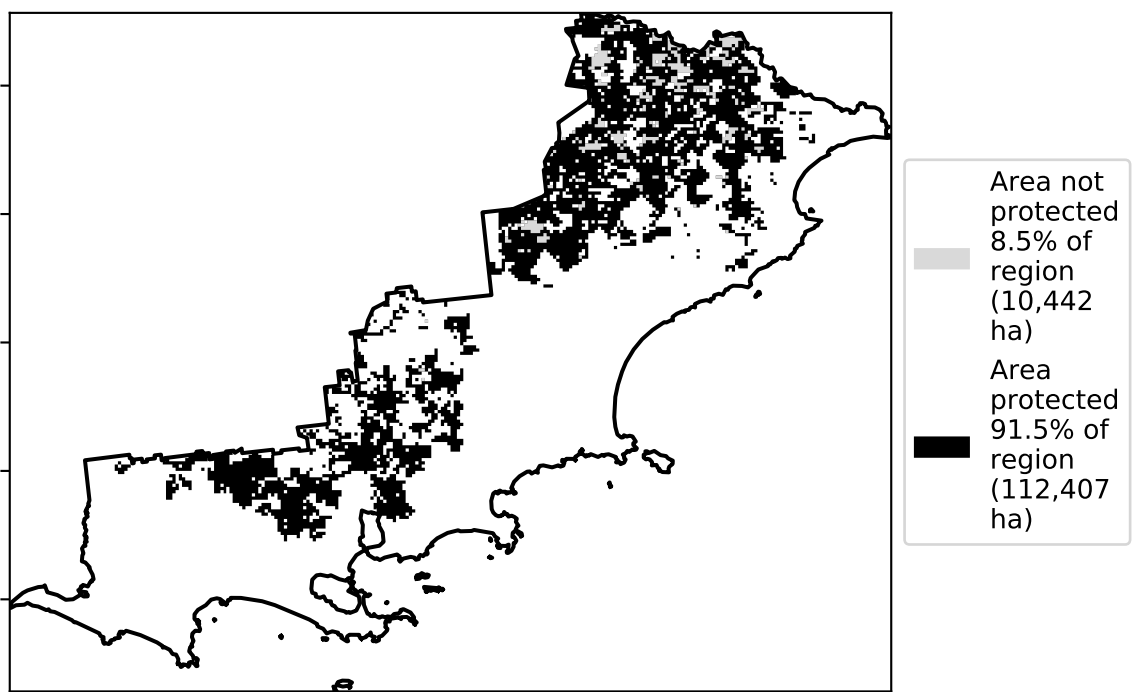 Area not
protected
8.5% of
region
(10,442
ha)
Area
protected
91.5% of
region
(112,407
ha)